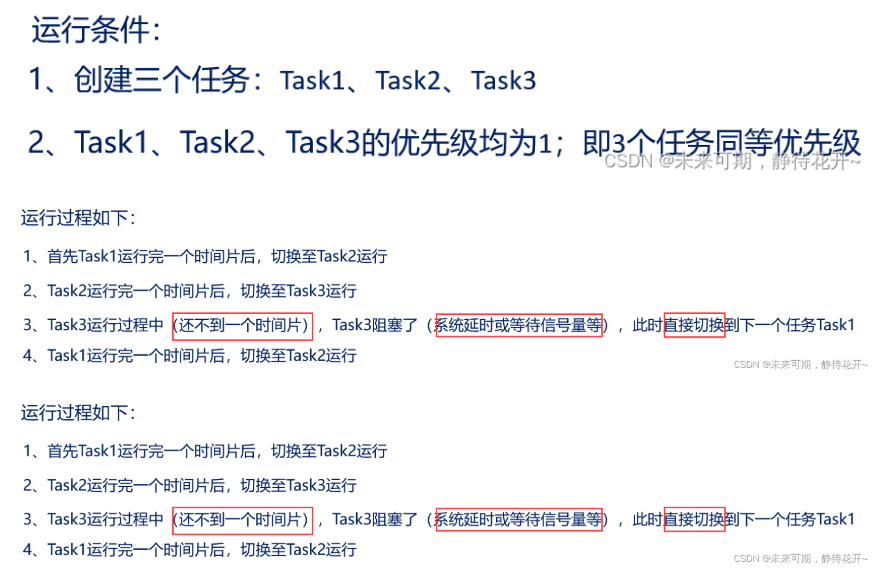 运行条件：
1、创建三个任务：Task1、Task2、Task3
2、Task1、Task2、Task3的优先级均为1；即3个任务同等优先级
CSDN @未来可期，静待花开~
运行过程如下：
1、首先Task1运行完一个时间片后，切换至Task2运行
2、Task2运行完一个时间片后，切换至Task3运行
3、Task3运行过程中（还不到一个时间片），Task3阻塞了（系统延时或等待信号量等），此时直接切换到下一个任务Task1
4、Task1运行完一个时间片后，切换至Task2运行
CSDN @未来可期，静待花开~
运行过程如下：
1、首先Task1运行完一个时间片后，切换至Task2运行
2、Task2运行完一个时间片后，切换至Task3运行
3、Task3运行过程中（还不到一个时间片），Task3阻塞了（系统延时或等待信号量等），此时直接切换到下一个任务Task1
4、Task1运行完一个时间片后，切换至Task2运行
CSDN @未来可期，静待花开~